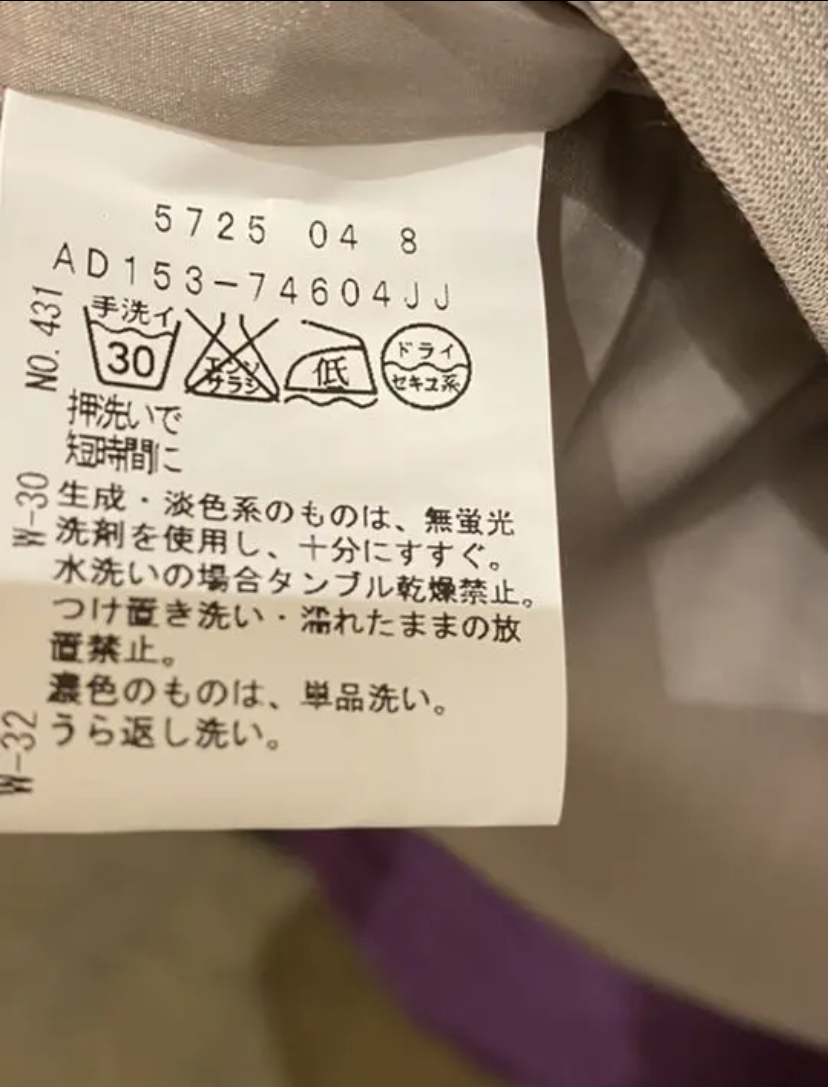 5725 04 8
AD153-74604JJ
NO.431
手洗イ
30
エンソ
サラシ
低
ドライ
セキユ系
押洗いで
短時間に
W-30
生成・淡色系のものは、無蛍光
洗剤を使用し、十分にすすぐ。
水洗いの場合タンブル乾燥禁止。
つけ置き洗い・濡れたままの放
置禁止。
W-32
濃色のものは、単品洗い。
うら返し洗い。